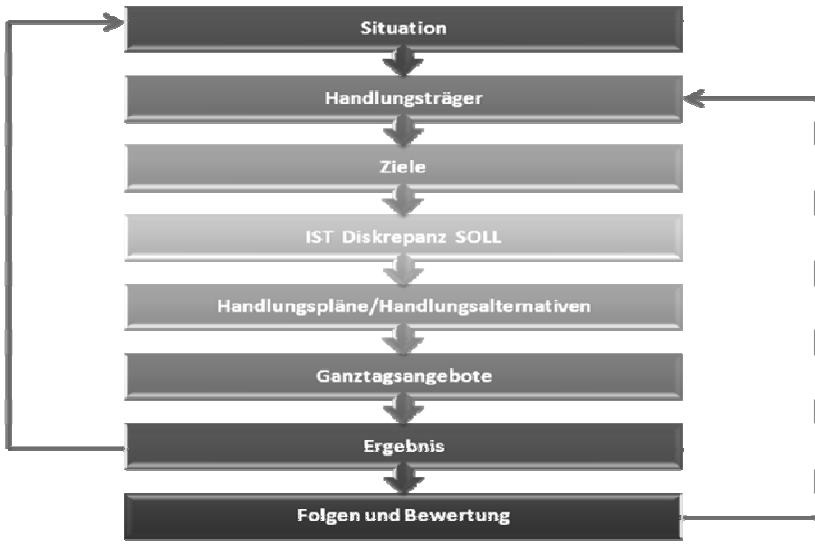 Situation
Handlungsträger
Ziele
IST Diskrepanz SOLL
Handlungspläne/Handlungsalternativen
Ganztagsangebote
Ergebnis
Folgen und Bewertung